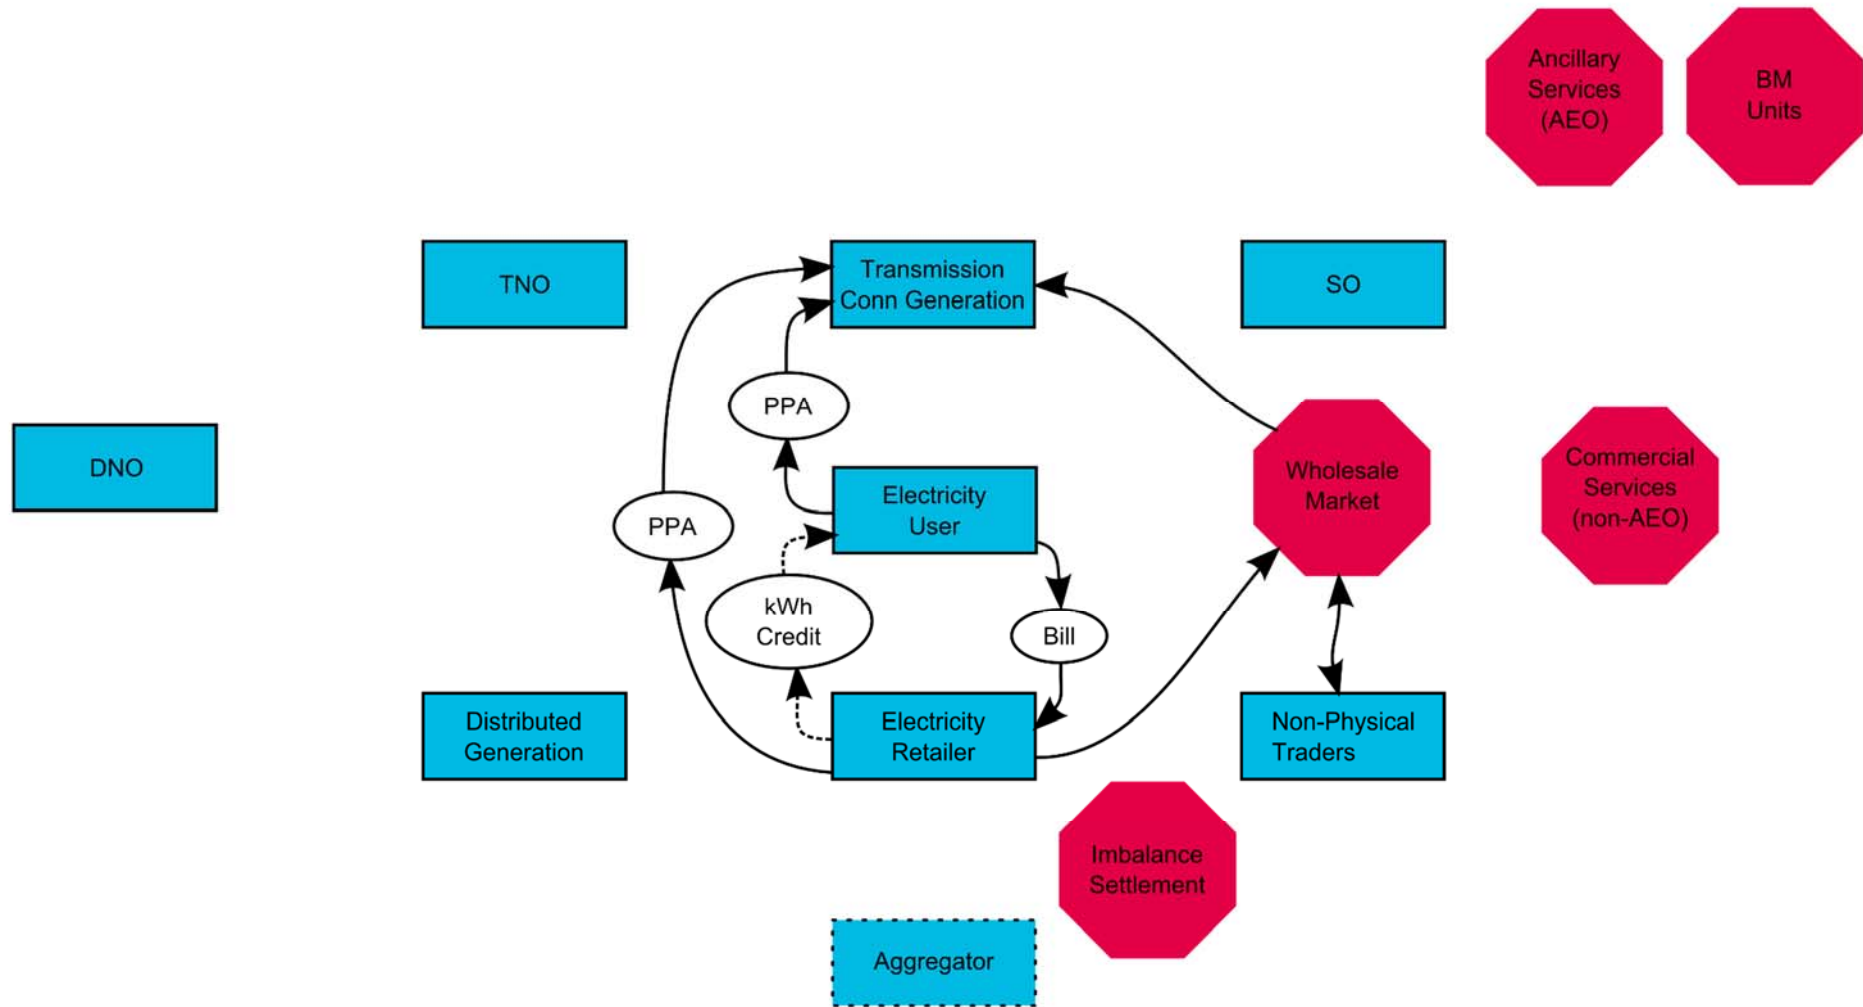 Ancillary
Services
(AEO)
BM
Units
TNO
Transmission
Conn Generation
SO
PPA
DNO
Electricity
User
Wholesale
Market
Commercial
Services
(non-AEO)
PPA
kWh
Credit
Bill
Distributed
Generation
Electricity
Retailer
Non-Physical
Traders
Imbalance
Settlement
Aggregator